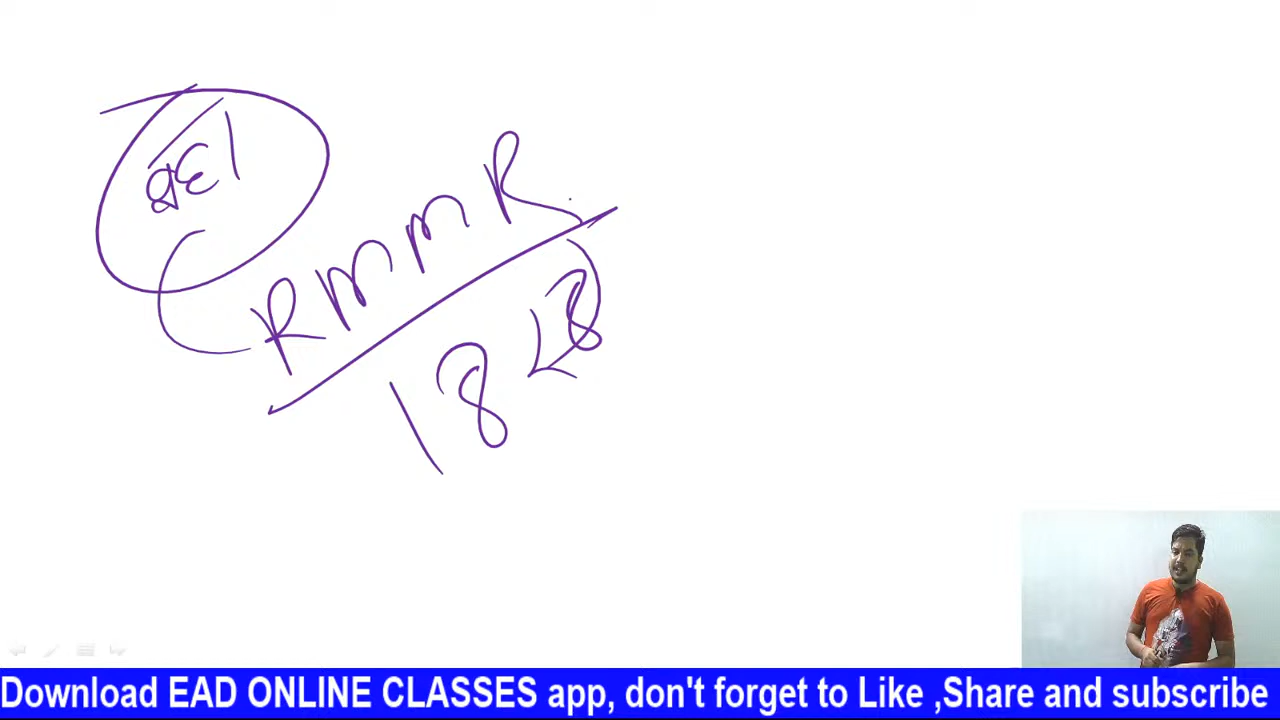 RMMR
1828
Download EAD ONLINE CLASSES app, don't forget to Like ,Share and subscribe